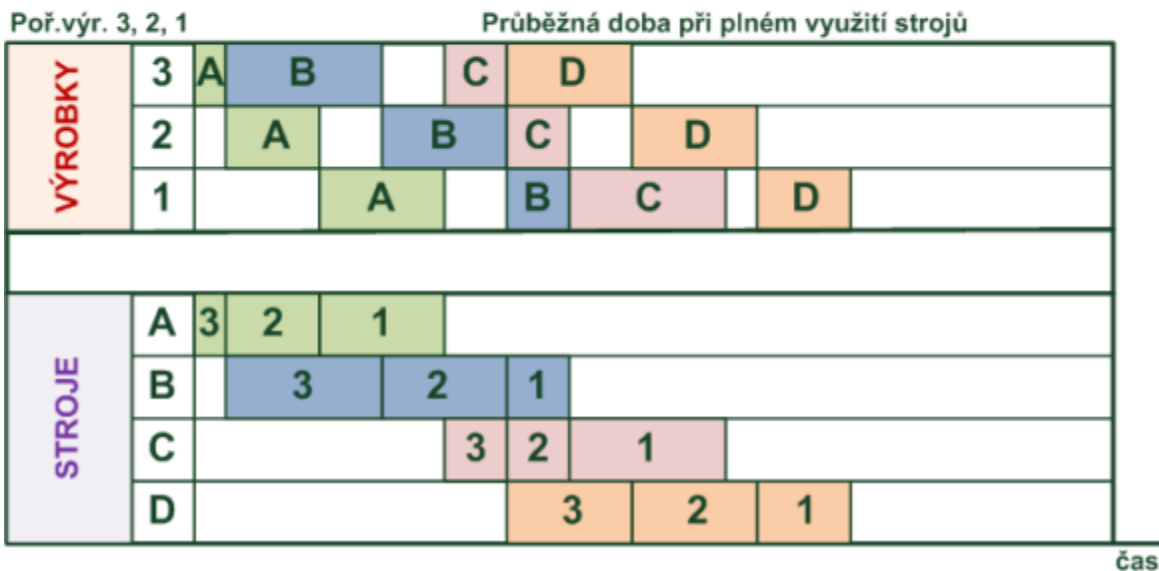 Poř.výr. 3, 2, 1 Průběžná doba při plném využití strojů
VÝROBKY
3 A B C D
2 A B C D
1 A B C D
STROJE
A 3 2 1
B 3 2 1
C 3 2 1
D 3 2 1
čas